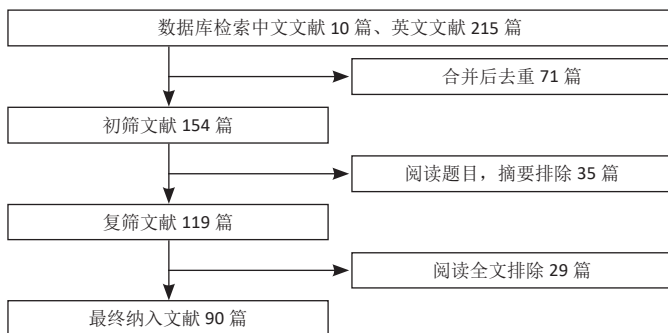 数据库检索中文文献 10 篇、英文文献 215 篇
合并后去重 71 篇
初筛文献 154 篇
阅读题目，摘要排除 35 篇
复筛文献 119 篇
阅读全文排除 29 篇
最终纳入文献 90 篇